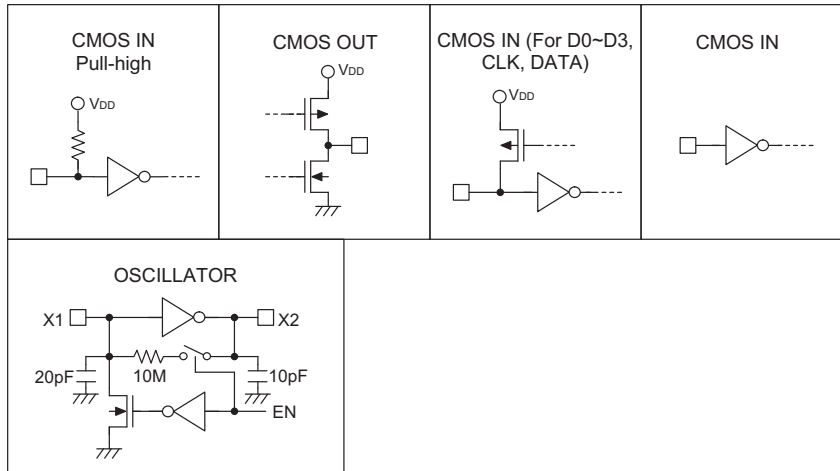 CMOS IN
Pull-high
VDD
CMOS OUT
VDD
CMOS IN (For D0~D3,
CLK, DATA)
VDD
CMOS IN
OSCILLATOR
X1
X2
20pF
10M
10pF
EN